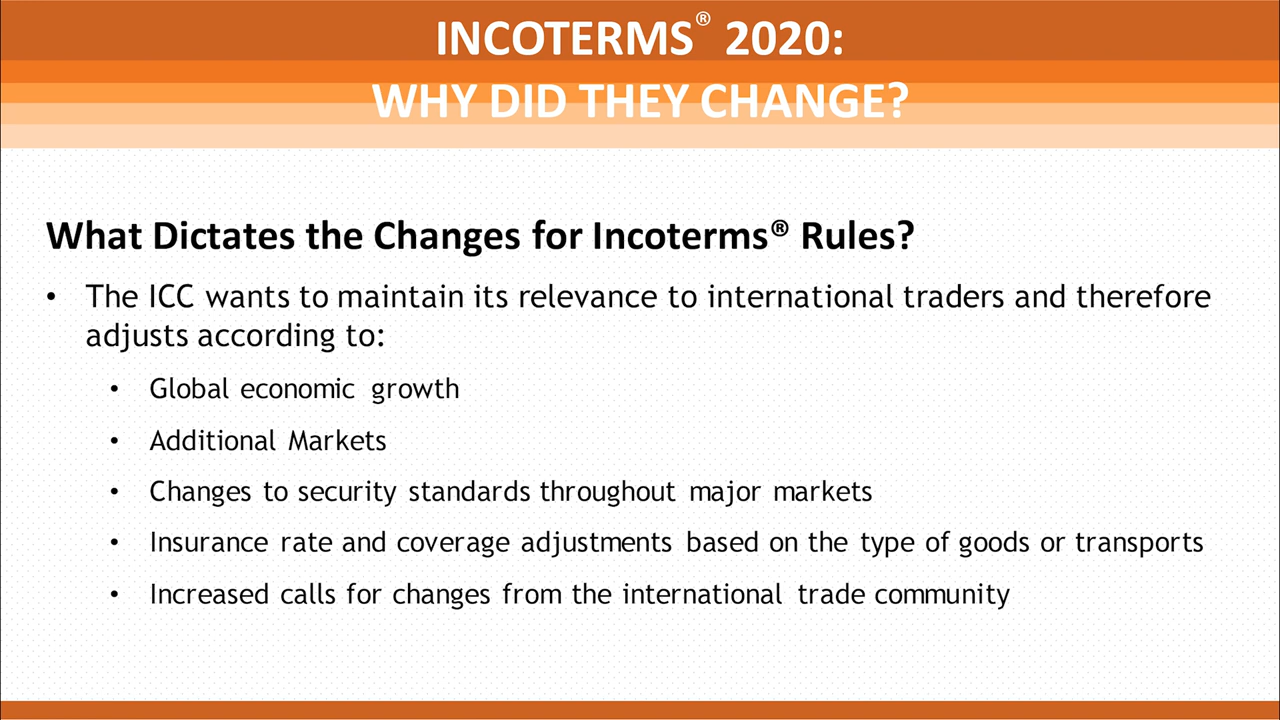 INCOTERMS® 2020:
WHY DID THEY CHANGE?
What Dictates the Changes for Incoterms® Rules?
• The ICC wants to maintain its relevance to international traders and therefore
adjusts according to:
• Global economic growth
• Additional Markets
• Changes to security standards throughout major markets
• Insurance rate and coverage adjustments based on the type of goods or transports
• Increased calls for changes from the international trade community